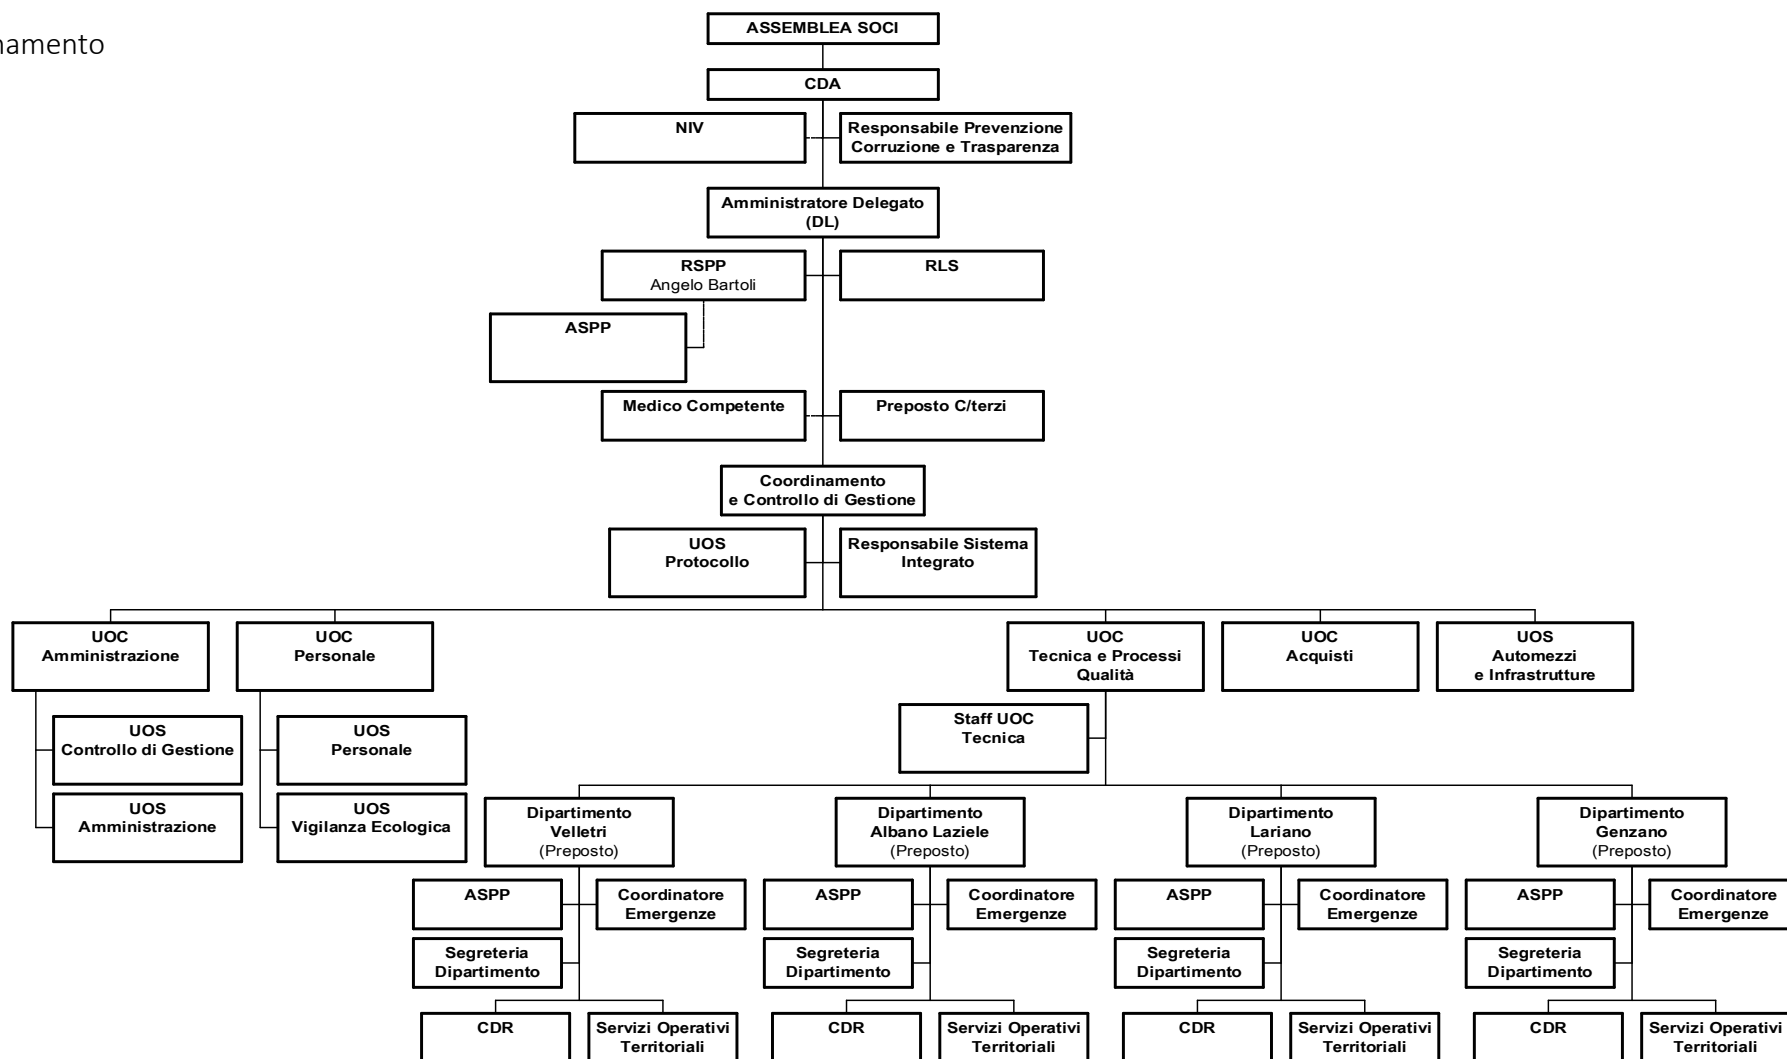 namento
ASSEMBLEA SOCI
CDA
NIV
Responsabile Prevenzione
Corruzione e Trasparenza
Amministratore Delegato
(DL)
RSPP
Angelo Bartoli
RLS
ASPP
Medico Competente
Preposto C/terzi
Coordinamento
e Controllo di Gestione
UOS
Protocollo
Responsabile Sistema
Integrato
UOC
Amministrazione
UOC
Personale
UOC
Tecnica e Processi
Qualità
UOC
Acquisti
UOS
Automezzi
e Infrastrutture
UOS
Controllo di Gestione
UOS
Personale
Staff UOC
Tecnica
UOS
Amministrazione
UOS
Vigilanza Ecologica
Dipartimento
Velletri
(Preposto)
Dipartimento
Albano Laziele
(Preposto)
Dipartimento
Lariano
(Preposto)
Dipartimento
Genzano
(Preposto)
ASPP
Coordinatore
Emergenze
ASPP
Coordinatore
Emergenze
ASPP
Coordinatore
Emergenze
ASPP
Coordinatore
Emergenze
Segreteria
Dipartimento
Segreteria
Dipartimento
Segreteria
Dipartimento
Segreteria
Dipartimento
CDR
Servizi Operativi
Territoriali
CDR
Servizi Operativi
Territoriali
CDR
Servizi Operativi
Territoriali
CDR
Servizi Operativi
Territoriali